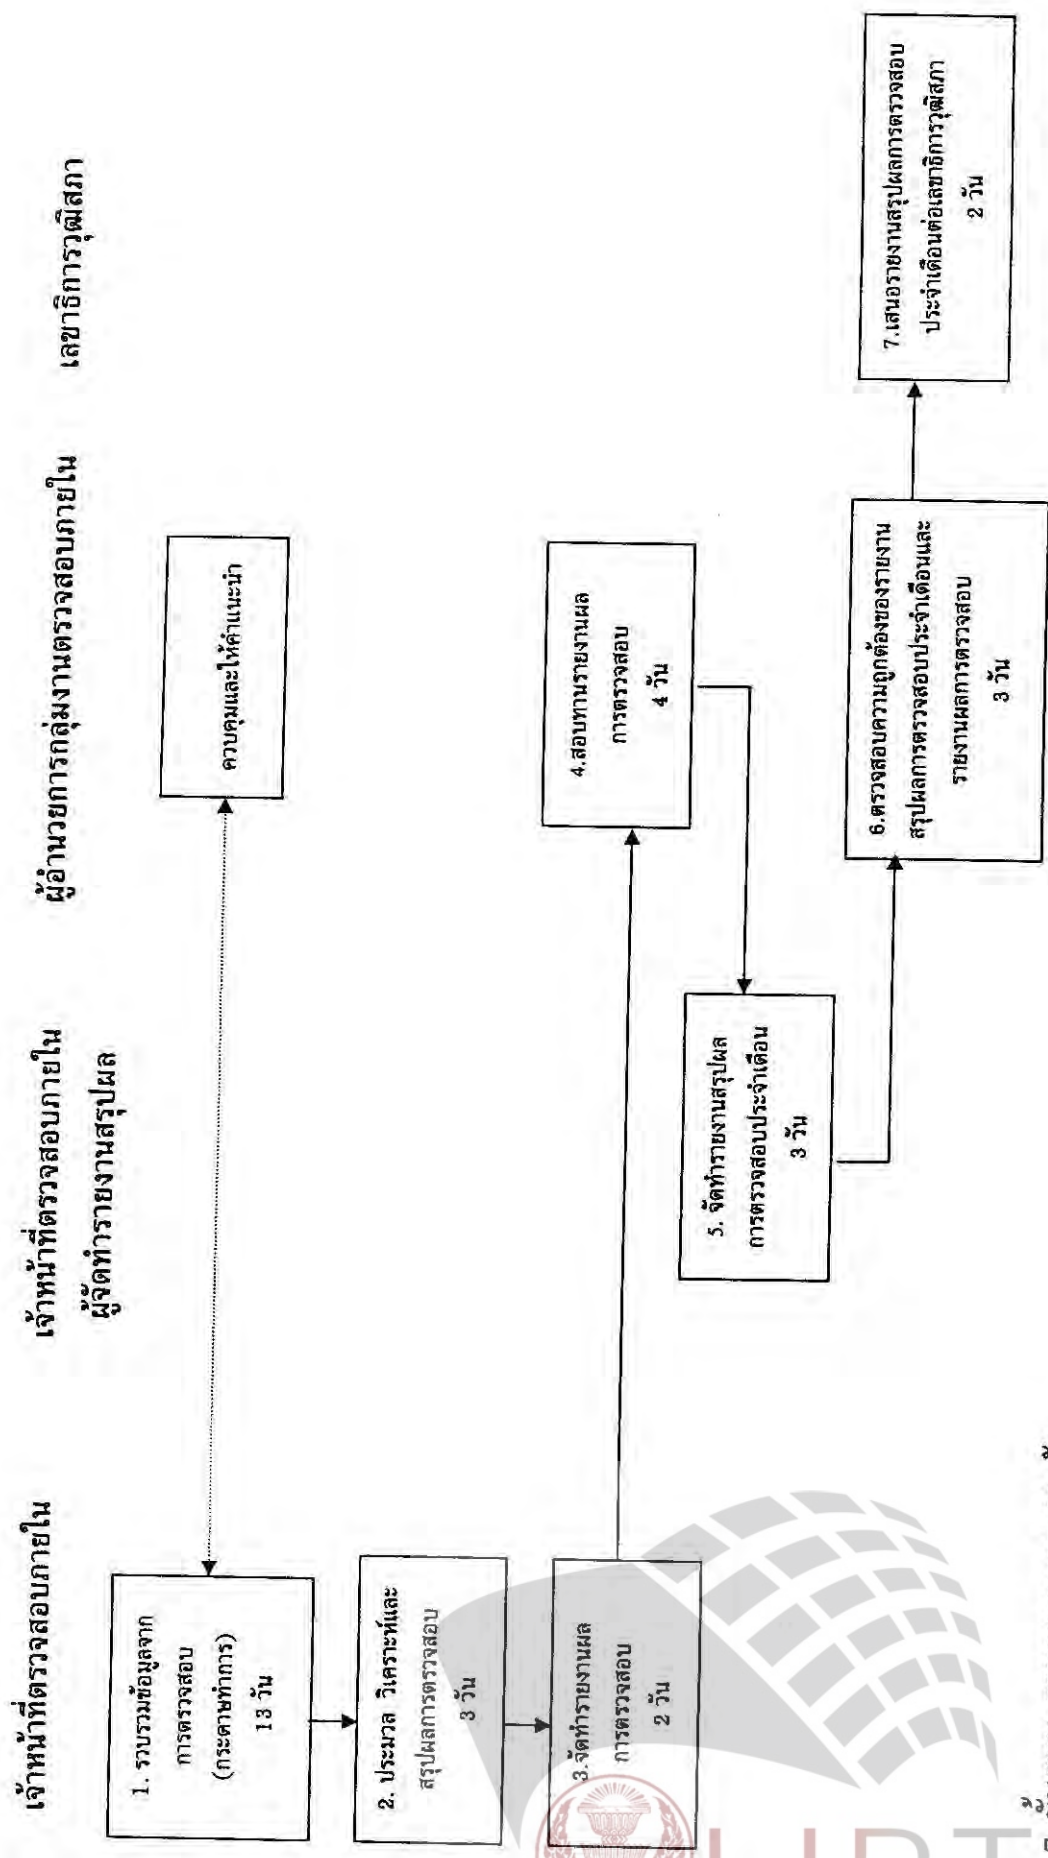 เจ้าหน้าที่ตรวจสอบภายใน
เจ้าหน้าที่ตรวจสอบภายใน
ผู้จัดทำรายงานสรุปผล
ผู้อำนวยการกลุ่มงานตรวจสอบภายใน
เลขาธิการวุฒิสภา
1. รวบรวมข้อมูลจาก
การตรวจสอบ
(กระดาษทำการ)
13 วัน
ควบคุมและให้คำแนะนำ
2. ประมวล วิเคราะห์และ
สรุปผลการตรวจสอบ
3 วัน
3.จัดทำรายงานผล
การตรวจสอบ
2 วัน
4.สอบทานรายงานผล
การตรวจสอบ
4 วัน
5. จัดทำรายงานสรุปผล
การตรวจสอบประจำเดือน
3 วัน
6.ตรวจสอบความถูกต้องของรายงาน
สรุปผลการตรวจสอบประจำเดือนและ
รายงานผลการตรวจสอบ
3 วัน
7.เสนอรายงานสรุปผลการตรวจสอบ
ประจำเดือนต่อเลขาธิการวุฒิสภา
2 วัน